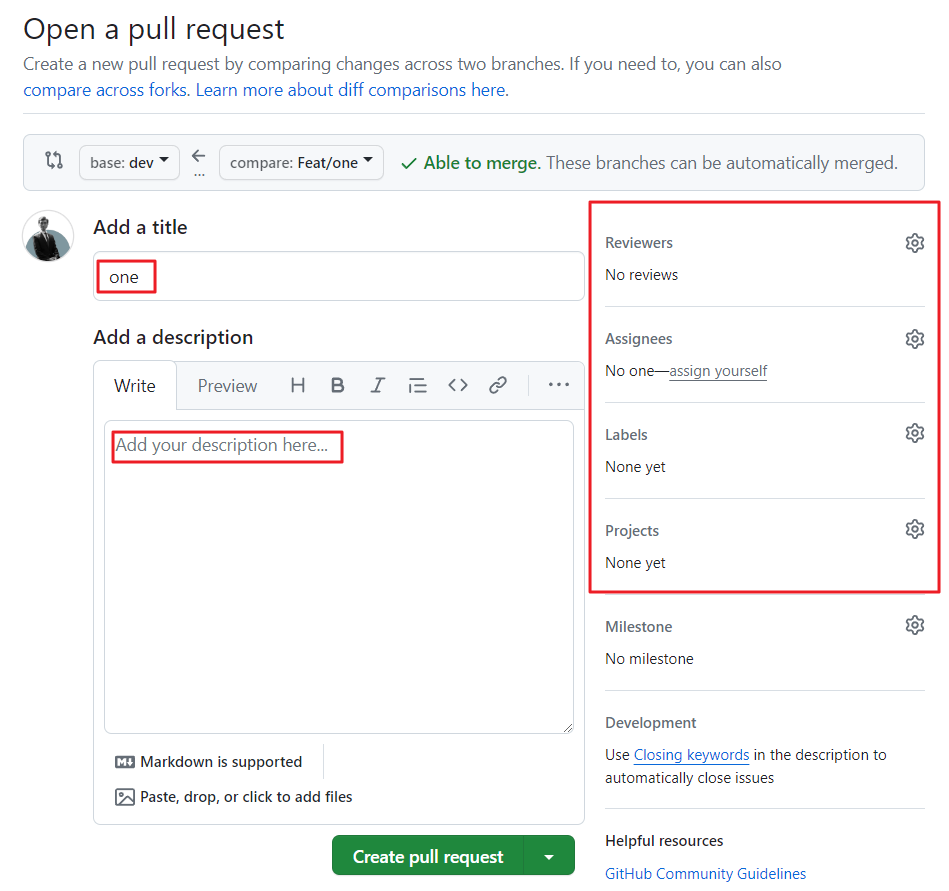 Open a pull request
Create a new pull request by comparing changes across two branches. If you need to, you can also
compare across forks. Learn more about diff comparisons here.
base: dev
...
compare: Feat/one
Able to merge. These branches can be automatically merged.
Add a title
one
Add a description
Write
Preview
H
B
I
Add your description here...
M↓ Markdown is supported
Paste, drop, or click to add files
Create pull request
Reviewers
No reviews
Assignees
No one—assign yourself
Labels
None yet
Projects
None yet
Milestone
No milestone
Development
Use Closing keywords in the description to
automatically close issues
Helpful resources
GitHub Community Guidelines